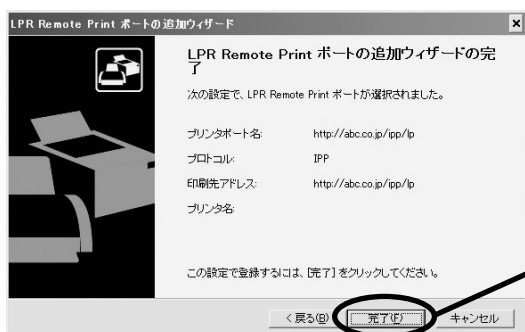 LPR Remote Print ポートの追加ウィザード
LPR Remote Print ポートの追加ウィザードの完
了
次の設定で、LPR Remote Print ポートが選択されました。
プリンタポート名: http://abc.co.jp/ipp/lp
プロトコル: IPP
印刷先アドレス: http://abc.co.jp/ipp/lp
プリンタ名:
この設定で登録するには、[完了] をクリックしてください。
< 戻る(B) 完了(F) キャンセル